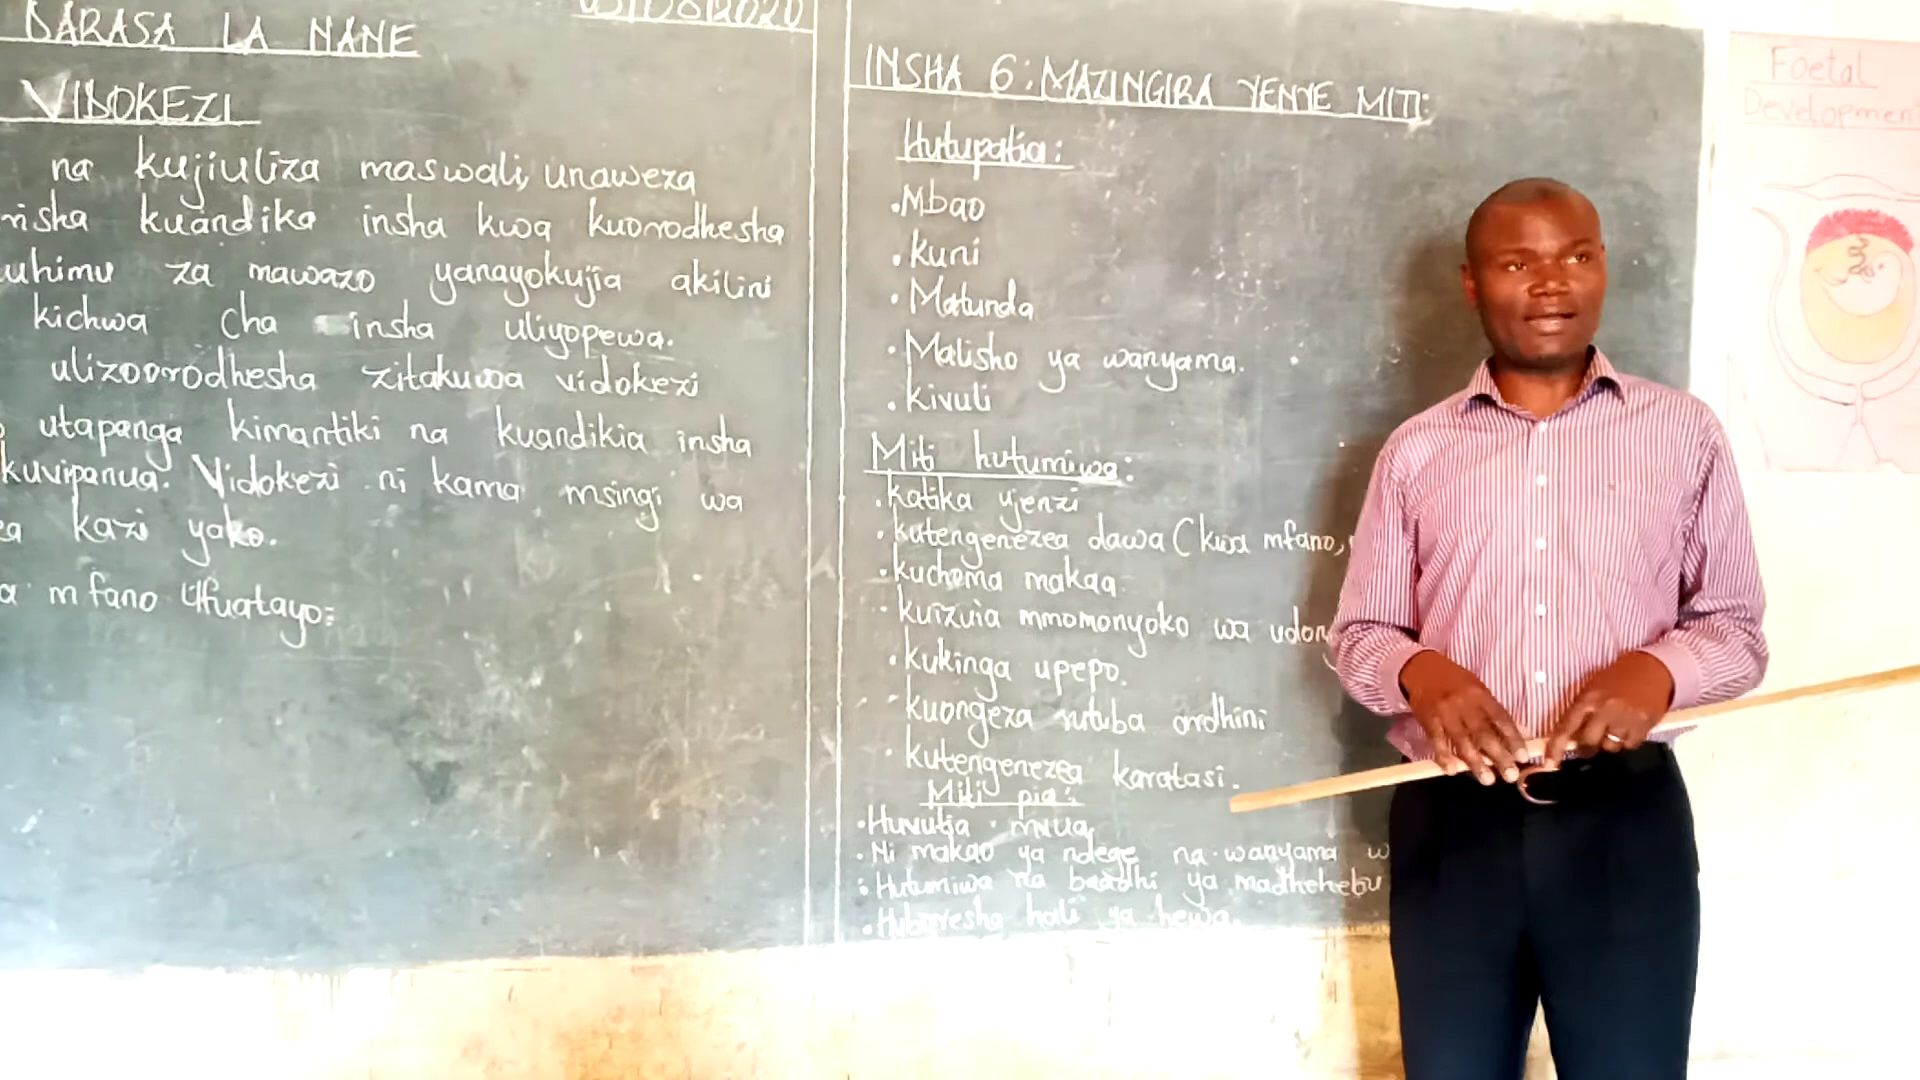 DARASA LA NANE
VIDOKEZI
na kujiuliza maswali, unaweza
kuandika insha kwa kuorodhesha
za mawazo yanayokujia akilini
kichwa cha insha uliyopewa.
ulizoorodhesha zitakuwa vidokezi
utapanga kimantiki na kuandikia insha
kuvipanua. Vidokezi ni kama msingi wa
kazi yako.
mfano Ufuatayo:
INSHA 6: MAZINGIRA YENYE MITI:
Hutupatia:
• Mbao
• Kuni
• Matunda
• Malisho ya wanyama.
• Kivuli
Miti hutumiwa:
• Katika ujenzi
• kutengenezea dawa (kwa mfano,
• kuchoma makaa
• kuizuia mmomonyoko wa
• kukinga upepo.
• kuongeza rutuba ardhini
• kutengenezea karatasi.
Miti pia:
• Huvutia mvua
• Ni makao ya ndege na wanyama
• Hutumiwa na baadhi ya madhehebu
• Huboresha hali ya hewa.
Foetal
Development